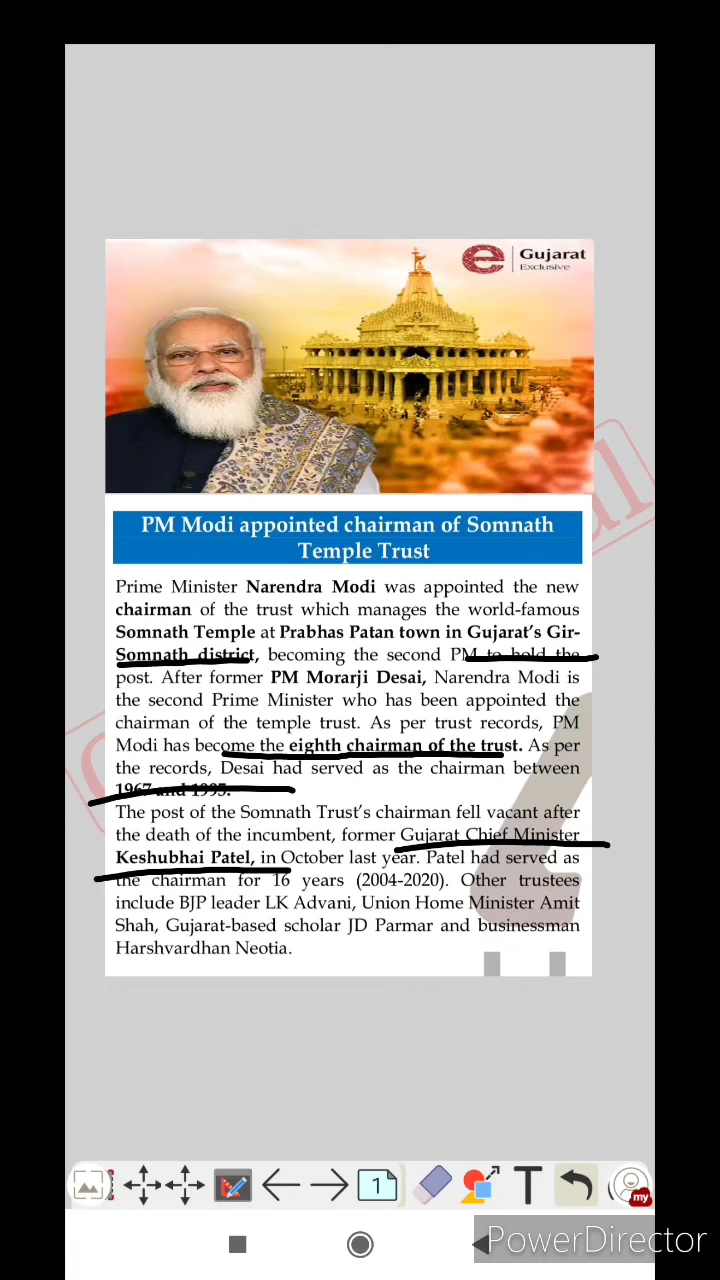 e Gujarat
Exclusive
PM Modi appointed chairman of Somnath
Temple Trust
Prime Minister Narendra Modi was appointed the new
chairman of the trust which manages the world-famous
Somnath Temple at Prabhas Patan town in Gujarat's Gir-
Somnath district, becoming the second PM to hold the
post. After former PM Morarji Desai, Narendra Modi is
the second Prime Minister who has been appointed the
chairman of the temple trust. As per trust records, PM
Modi has become the eighth chairman of the trust. As per
the records, Desai had served as the chairman between
1967 and 1995.
The post of the Somnath Trust's chairman fell vacant after
the death of the incumbent, former Gujarat Chief Minister
Keshubhai Patel, in October last year. Patel had served as
the chairman for 16 years (2004-2020). Other trustees
include BJP leader LK Advani, Union Home Minister Amit
Shah, Gujarat-based scholar JD Parmar and businessman
Harshvardhan Neotia.
1
T
my
PowerDirector